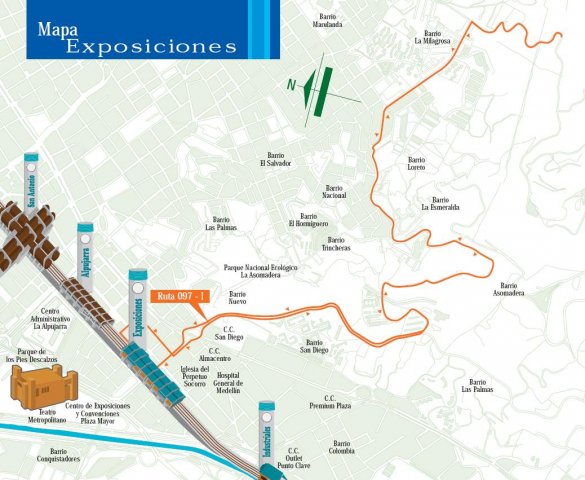 Mapa
Exposiciones
Barrio
Marulanda
Barrio
La Milagrosa
N
Barrio
El Salvador
Barrio
Loreto
San Antonio
Barrio
Nacional
Barrio
La Esmeralda
Barrio
Las Palmas
Barrio
El Hormiguero
Alpujarra
Barrio
Trincheras
Parque Nacional Ecológico
La Asomadera
Exposiciones
Ruta 097 - I
Barrio
Nuevo
Barrio
Asomadera
Centro
Administrativo
La Alpujarra
C.C.
San Diego
Barrio
San Diego
C.C.
Almacentro
Parque de
los Pies Descalzos
Iglesia del
Perpetuo
Socorro
Hospital
General de
Medellín
Barrio
Las Palmas
C.C.
Premium Plaza
Teatro
Metropolitano
Centro de Exposiciones
y Convenciones
Plaza Mayor
Industriales
Barrio
Colombia
Barrio
Conquistadores
C.C.
Outlet
Punto Clave